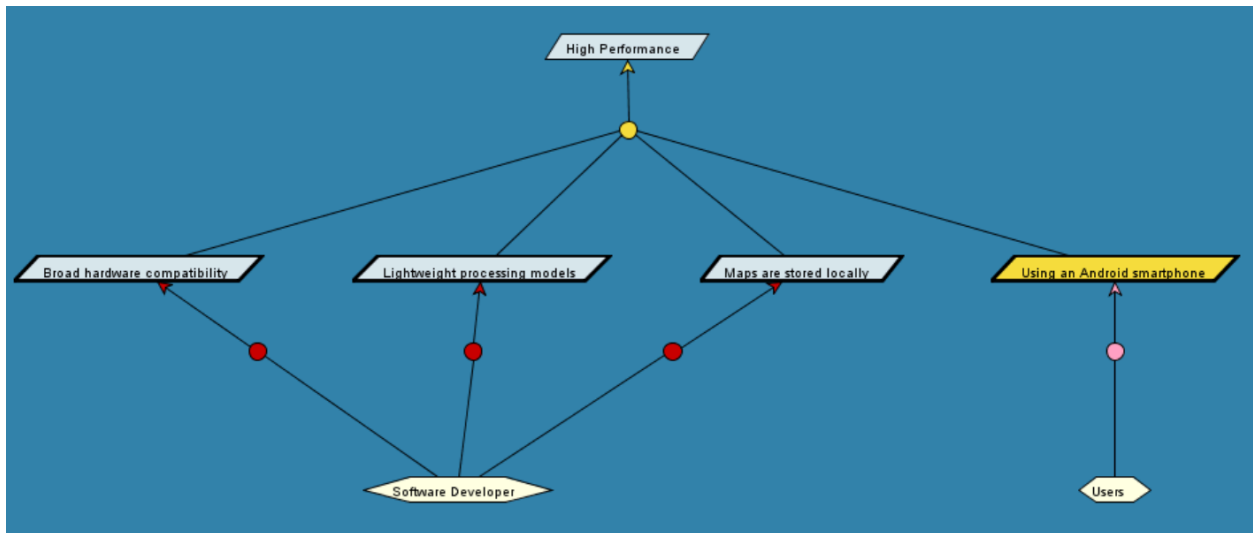 High Performance
Broad hardware compatibility
Lightweight processing models
Maps are stored locally
Using an Android smartphone
Software Developer
Users